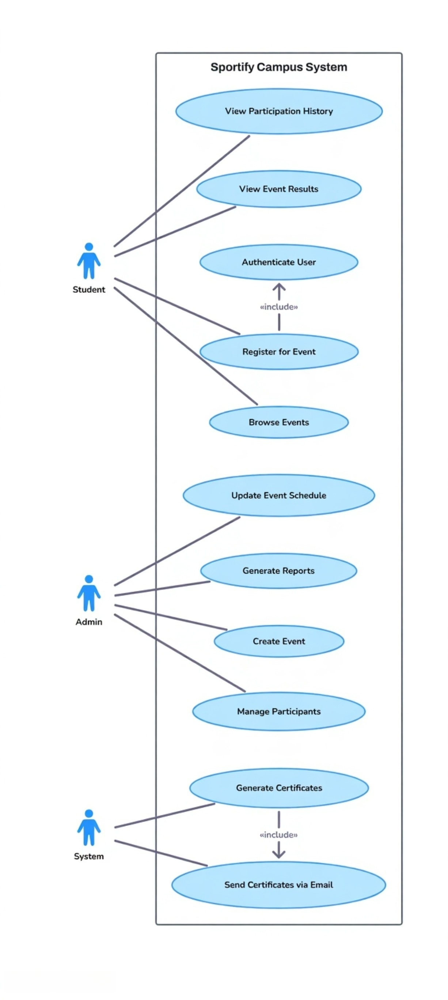 Sportify Campus System
View Participation History
View Event Results
Authenticate User
Student
«include»
Register for Event
Browse Events
Update Event Schedule
Generate Reports
Admin
Create Event
Manage Participants
Generate Certificates
«include»
System
Send Certificates via Email